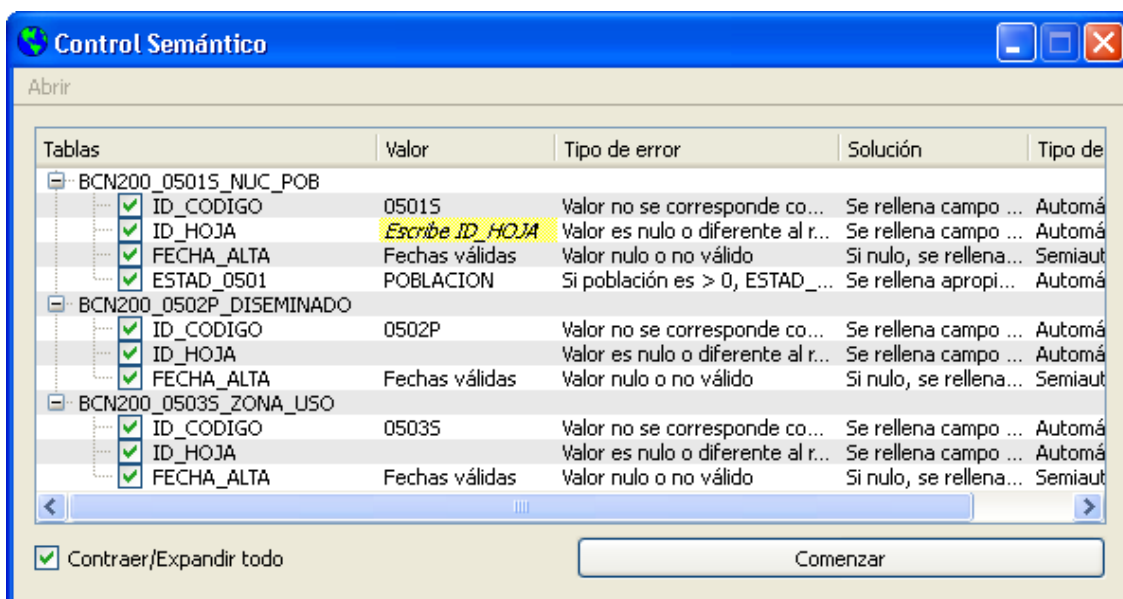 Control Semántico
Abrir
Tablas Valor Tipo de error Solución Tipo de
BCN200_0501S_NUC_POB
ID_CODIGO 0501S Valor no se corresponde co... Se rellena campo ... Automá
ID_HOJA Escribe ID_HOJA Valor es nulo o diferente al r... Se rellena campo ... Automá
FECHA_ALTA Fechas válidas Valor nulo o no válido Si nulo, se rellena... Semiaut
ESTAD_0501 POBLACION Si población es > 0, ESTAD_... Se rellena apropi... Automá
BCN200_0502P_DISEMINADO
ID_CODIGO 0502P Valor no se corresponde co... Se rellena campo ... Automá
ID_HOJA Valor es nulo o diferente al r... Se rellena campo ... Automá
FECHA_ALTA Fechas válidas Valor nulo o no válido Si nulo, se rellena... Semiaut
BCN200_0503S_ZONA_USO
ID_CODIGO 0503S Valor no se corresponde co... Se rellena campo ... Automá
ID_HOJA Valor es nulo o diferente al r... Se rellena campo ... Automá
FECHA_ALTA Fechas válidas Valor nulo o no válido Si nulo, se rellena... Semiaut
Contraer/Expandir todo Comenzar